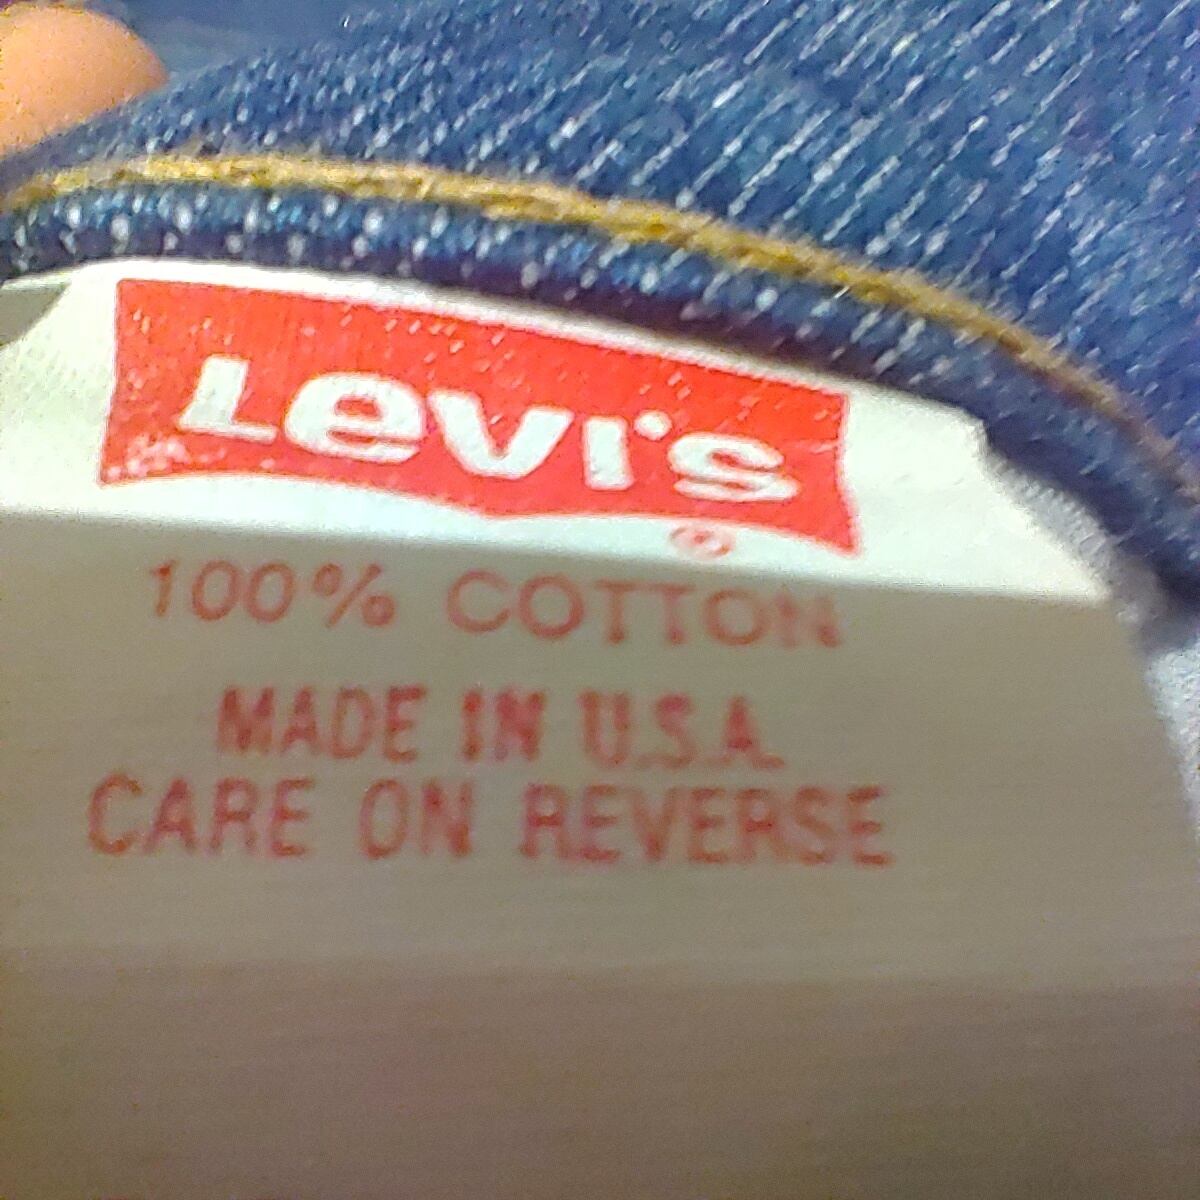 Levi's
®
100% COTTON
MADE IN U.S.A.
CARE ON REVERSE